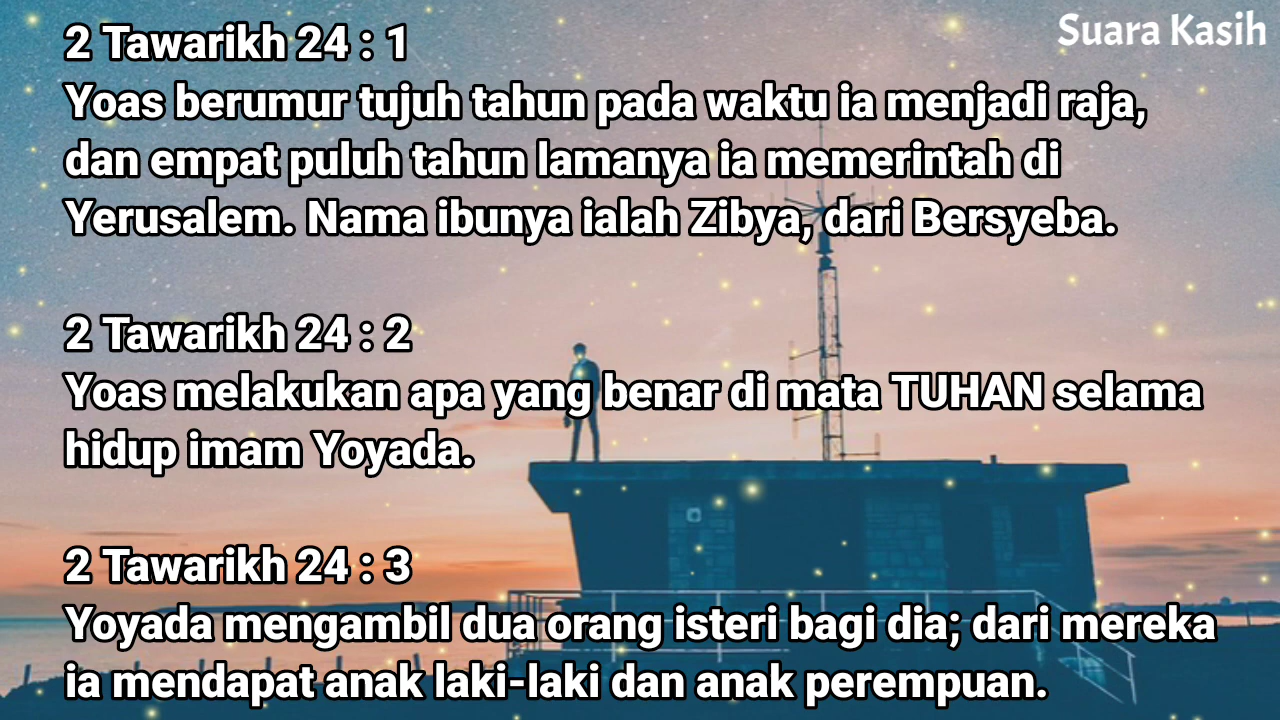 Suara Kasih
2 Tawarikh 24 : 1
Yoas berumur tujuh tahun pada waktu ia menjadi raja,
dan empat puluh tahun lamanya ia memerintah di
Yerusalem. Nama ibunya ialah Zibya, dari Bersyeba.
2 Tawarikh 24 : 2
Yoas melakukan apa yang benar di mata TUHAN selama
hidup imam Yoyada.
2 Tawarikh 24 : 3
Yoyada mengambil dua orang isteri bagi dia; dari mereka
ia mendapat anak laki-laki dan anak perempuan.